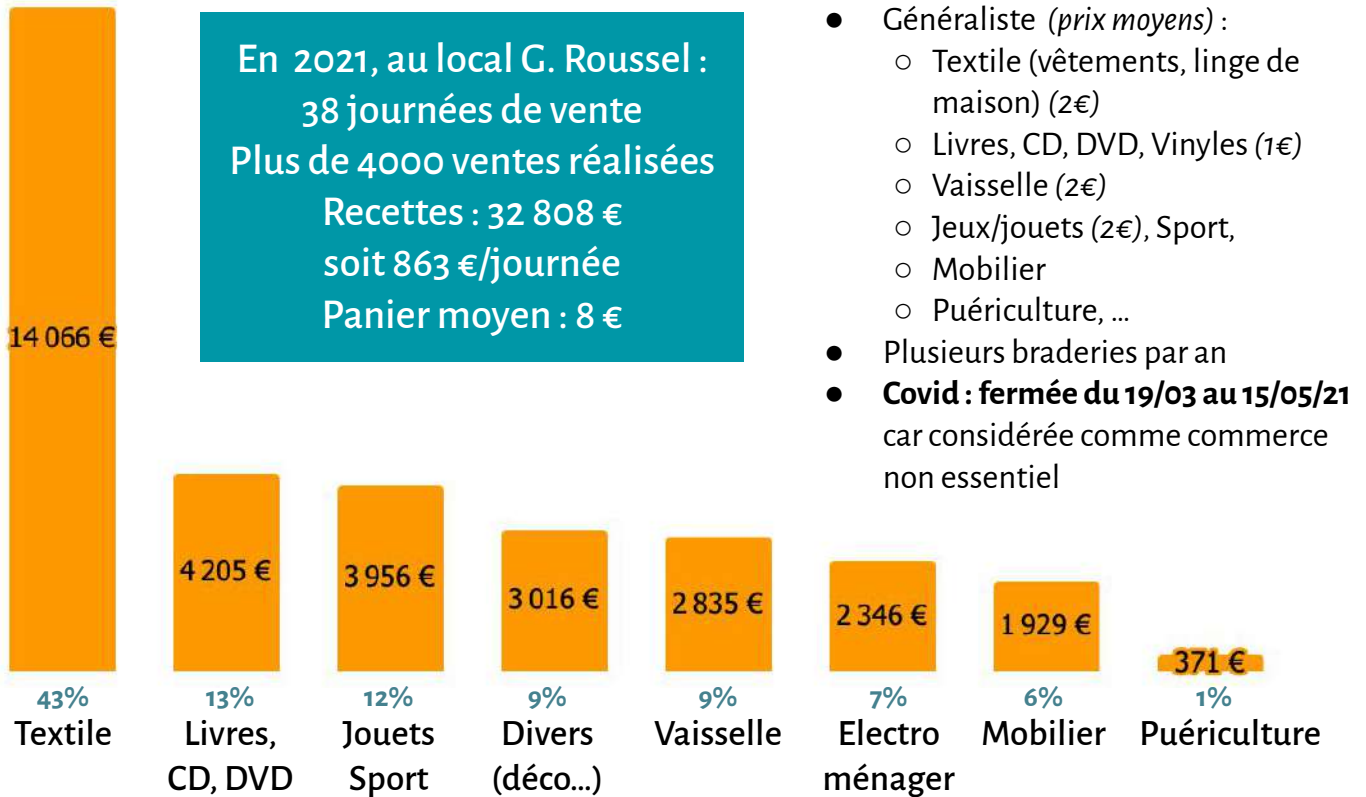 En 2021, au local G. Roussel :
38 journées de vente
Plus de 4000 ventes réalisées
Recettes : 32 808 €
soit 863 €/journée
Panier moyen : 8 €
● Généraliste (prix moyens) :
○ Textile (vêtements, linge de
maison) (2€)
○ Livres, CD, DVD, Vinyles (1€)
○ Vaisselle (2€)
○ Jeux/jouets (2€), Sport,
○ Mobilier
○ Puériculture, ...
● Plusieurs braderies par an
● Covid : fermée du 19/03 au 15/05/21
car considérée comme commerce
non essentiel
14 066 €
4 205 €
3 956 €
3 016 €
2 835 €
2 346 €
1 929 €
371 €
43% 13% 12% 9% 9% 7% 6% 1%
Textile Livres, Jouets Divers Vaisselle Electro Mobilier Puériculture
CD, DVD Sport (déco...) ménager